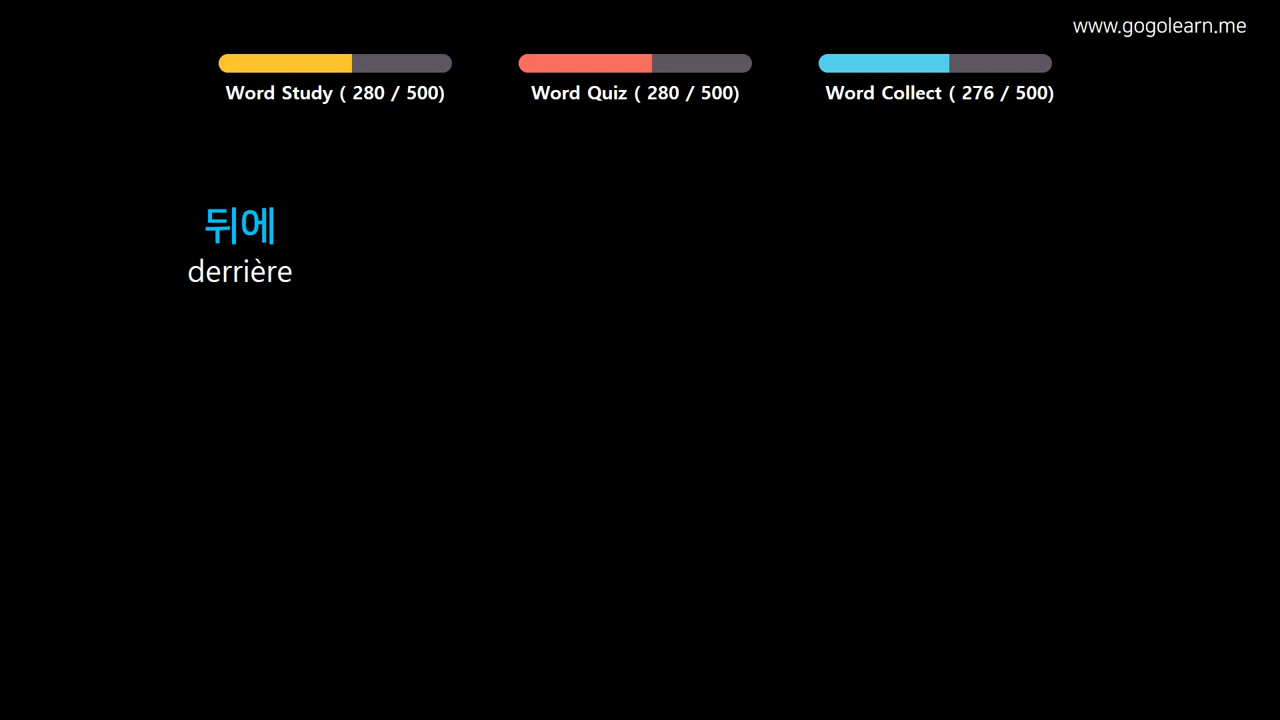 www.gogolearn.me
Word Study ( 280 / 500)
Word Quiz ( 280 / 500)
Word Collect ( 276 / 500)
뒤에
derrière